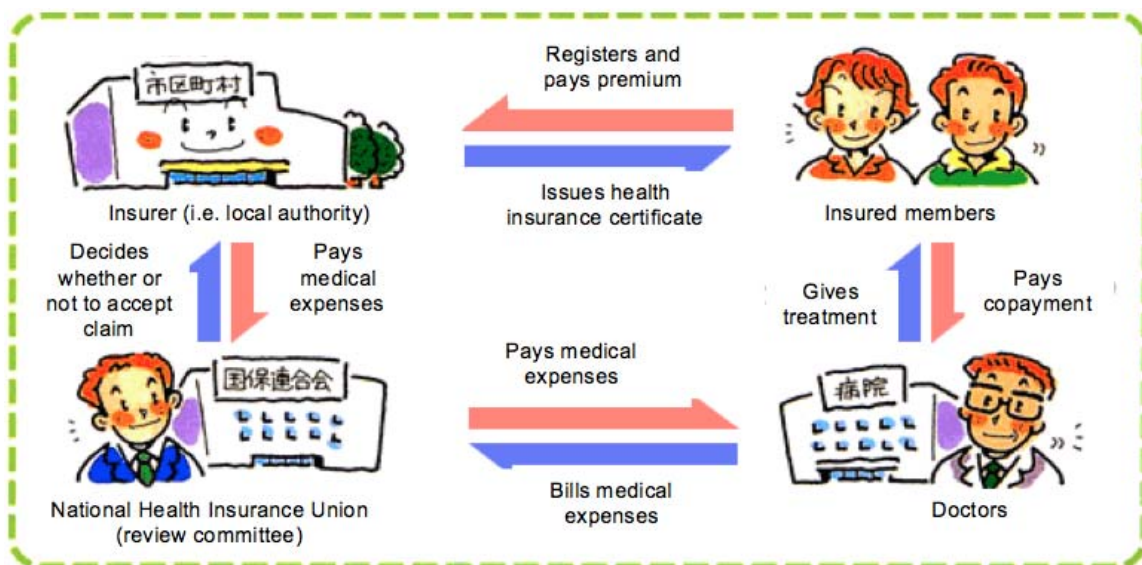 Registers and
pays premium
市区町村
Issues health
insurance certificate
Insurer (i.e. local authority)
Insured members
Decides
whether or
not to accept
claim
Pays
medical
expenses
Gives
treatment
Pays
copayment
Pays medical
expenses
国保連合会
病院
Bills medical
expenses
National Health Insurance Union
(review committee)
Doctors